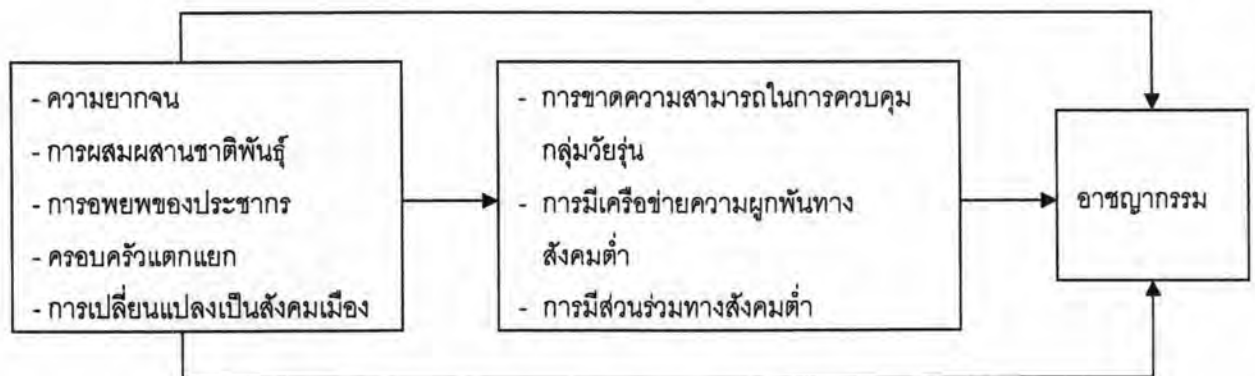 - ความยากจน
- การผสมผสานชาติพันธุ์
- การอพยพของประชากร
- ครอบครัวแตกแยก
- การเปลี่ยนแปลงเป็นสังคมเมือง
- การขาดความสามารถในการควบคุม
กลุ่มวัยรุ่น
- การมีเครือข่ายความผูกพันทาง
สังคมต่ำ
- การมีส่วนร่วมทางสังคมต่ำ
อาชญากรรม